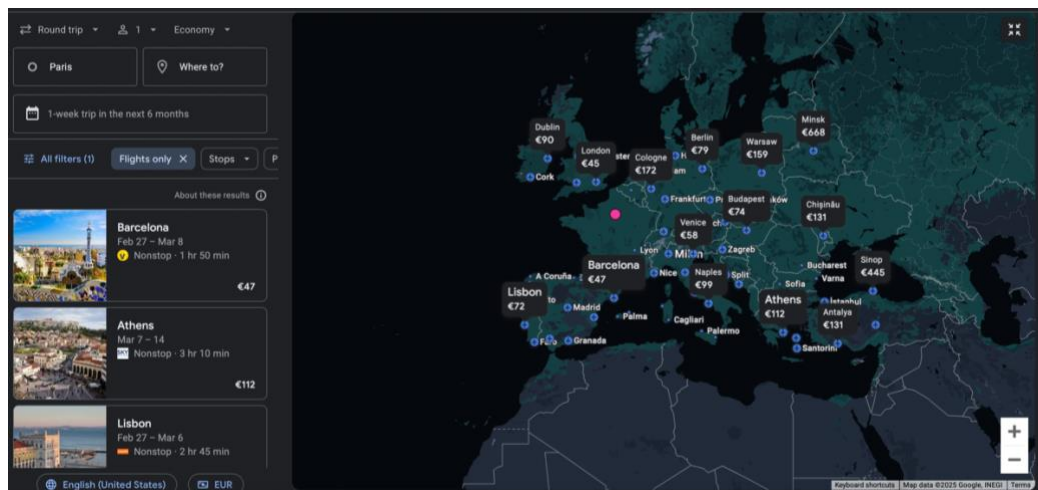 Round trip
1
Economy
Paris
Where to?
1-week trip in the next 6 months
All filters (1)
Flights only
Stops
P
About these results
Barcelona
Feb 27 – Mar 8
Nonstop · 1 hr 50 min
€47
Athens
Mar 7 – 14
SKY
Nonstop · 3 hr 10 min
€112
Lisbon
Feb 27 – Mar 6
Nonstop · 2 hr 45 min
English (United States)
EUR
Minsk
€668
Dublin
€90
Berlin
€79
Warsaw
€159
London
€45
ster
Cologne
€172
H
am
Cork
Frankfurt
Budapest
€74
ków
Chișinău
€131
Venice
€58
Zagreb
Lyon
Milan
Sinop
€445
Bucharest
Varna
Barcelona
€47
A Coruña
Nice
Naples
€99
Split
Sofia
Lisbon
€72
to
Madrid
Athens
€112
Istanbul
Antalya
€131
Palma
Cagliari
Palermo
Faro
Granada
Santorini
Keyboard shortcuts
Map data ©2025 Google, INEGI
Terms